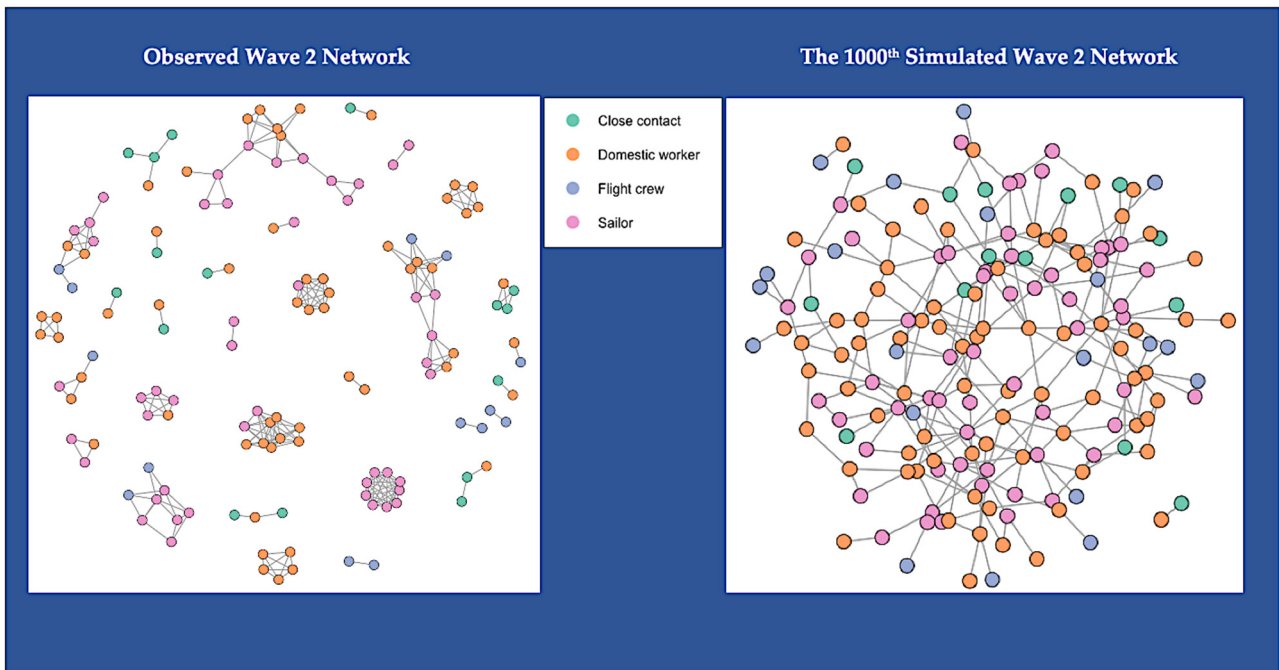 Observed Wave 2 Network
The 1000th Simulated Wave 2 Network
Close contact
Domestic worker
Flight crew
Sailor